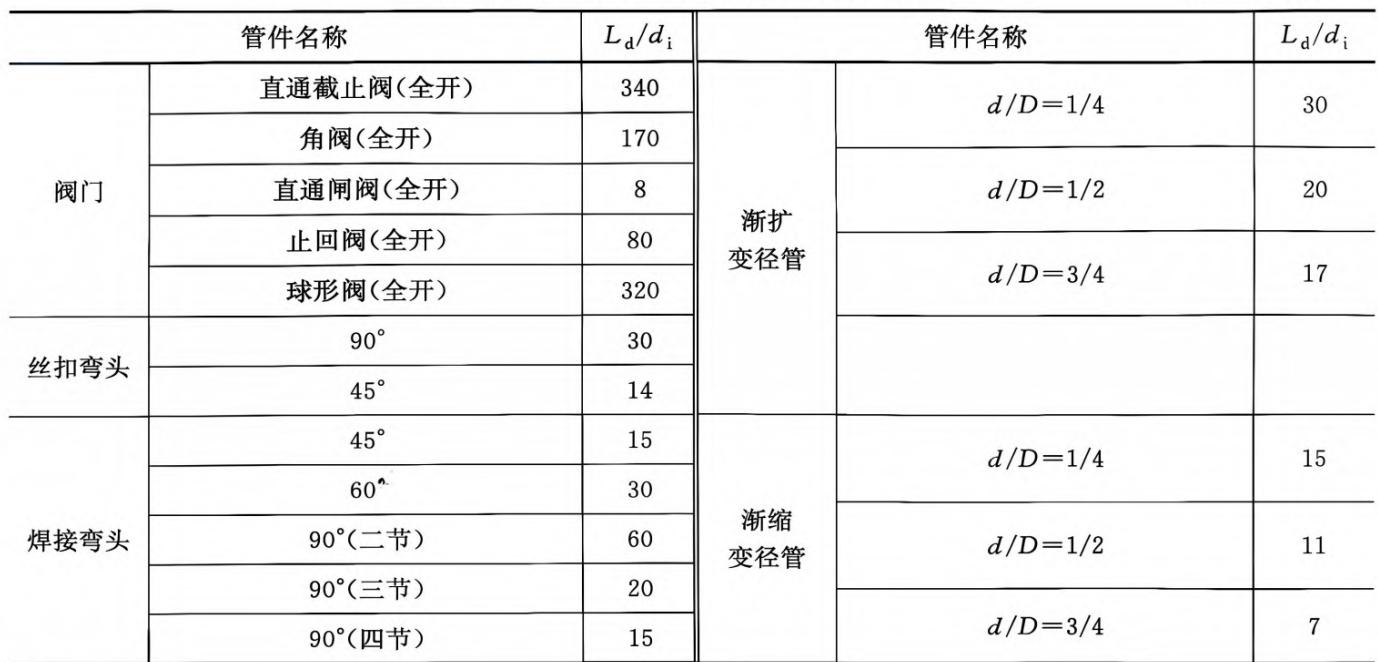 管件名称 L_d/d_i 管件名称 L_d/d_i
阀门 直通截止阀(全开) 340
角阀(全开) 170
直通闸阀(全开) 8
止回阀(全开) 80
球形阀(全开) 320
丝扣弯头 90° 30
45° 14
焊接弯头 45° 15
60° 30
90°(二节) 60
90°(三节) 20
90°(四节) 15
渐扩
变径管
d/D=1/4 30
d/D=1/2 20
d/D=3/4 17
渐缩
变径管
d/D=1/4 15
d/D=1/2 11
d/D=3/4 7